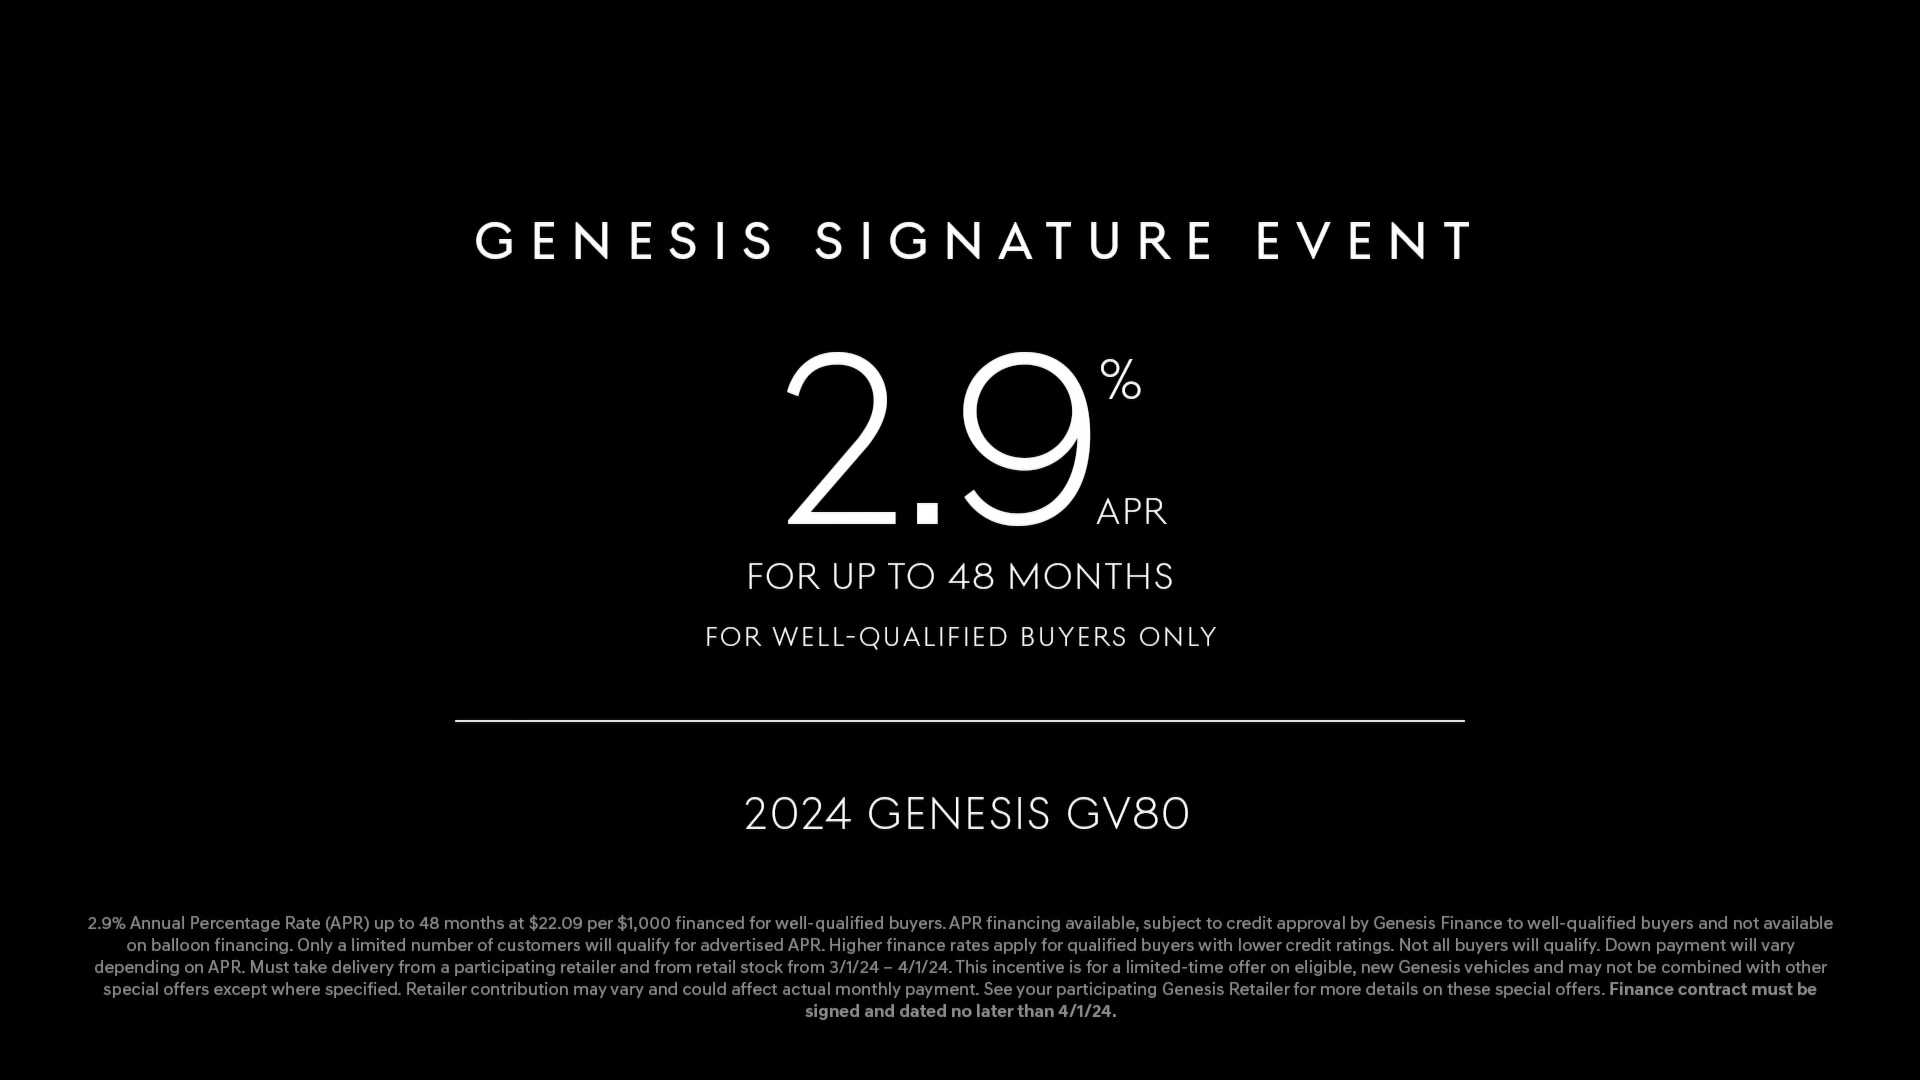 GENESIS SIGNATURE EVENT
2.9%
APR
FOR UP TO 48 MONTHS
FOR WELL-QUALIFIED BUYERS ONLY
2024 GENESIS GV80
2.9% Annual Percentage Rate (APR) up to 48 months at $22.09 per $1,000 financed for well-qualified buyers. APR financing available, subject to credit approval by Genesis Finance to well-qualified buyers and not available
on balloon financing. Only a limited number of customers will qualify for advertised APR. Higher finance rates apply for qualified buyers with lower credit ratings. Not all buyers will qualify. Down payment will vary
depending on APR. Must take delivery from a participating retailer and from retail stock from 3/1/24 – 4/1/24. This incentive is for a limited-time offer on eligible, new Genesis vehicles and may not be combined with other
special offers except where specified. Retailer contribution may vary and could affect actual monthly payment. See your participating Genesis Retailer for more details on these special offers. Finance contract must be
signed and dated no later than 4/1/24.